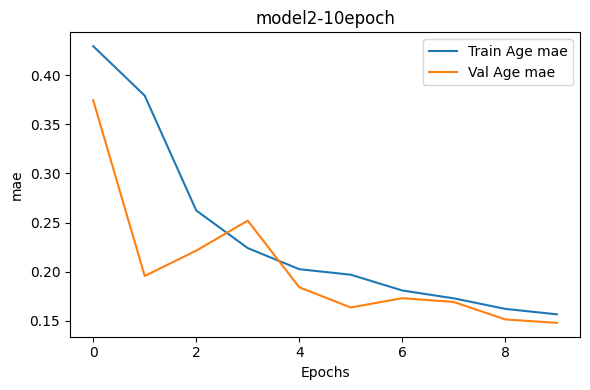 model2-10epoch
Train Age mae
Val Age mae
0.40
0.35
0.30
0.25
0.20
0.15
mae
0 2 4 6 8
Epochs